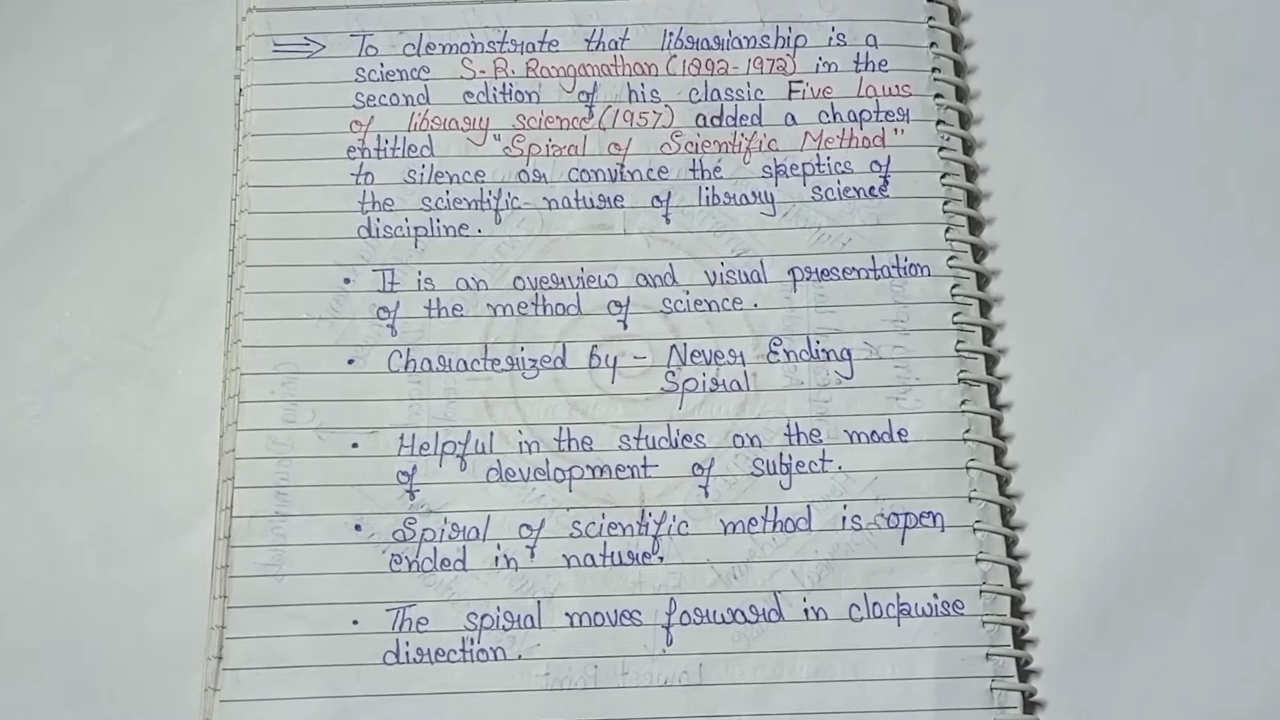 ⇒ To demonstrate that librarianship is a
science S.R. Ranganathan (1892-1972) in the
second edition of his classic Five laws
of library science (1957) added a chapter
entitled "Spiral of Scientific Method"
to silence or convince the skeptics of
the scientific nature of library science
discipline.
• It is an overview and visual presentation
of the method of science.
• Characterized by - Never Ending
Spiral
• Helpful in the studies on the mode
of development of subject.
• Spiral of scientific method is open
ended in nature.
• The spiral moves forward in clockwise
direction.